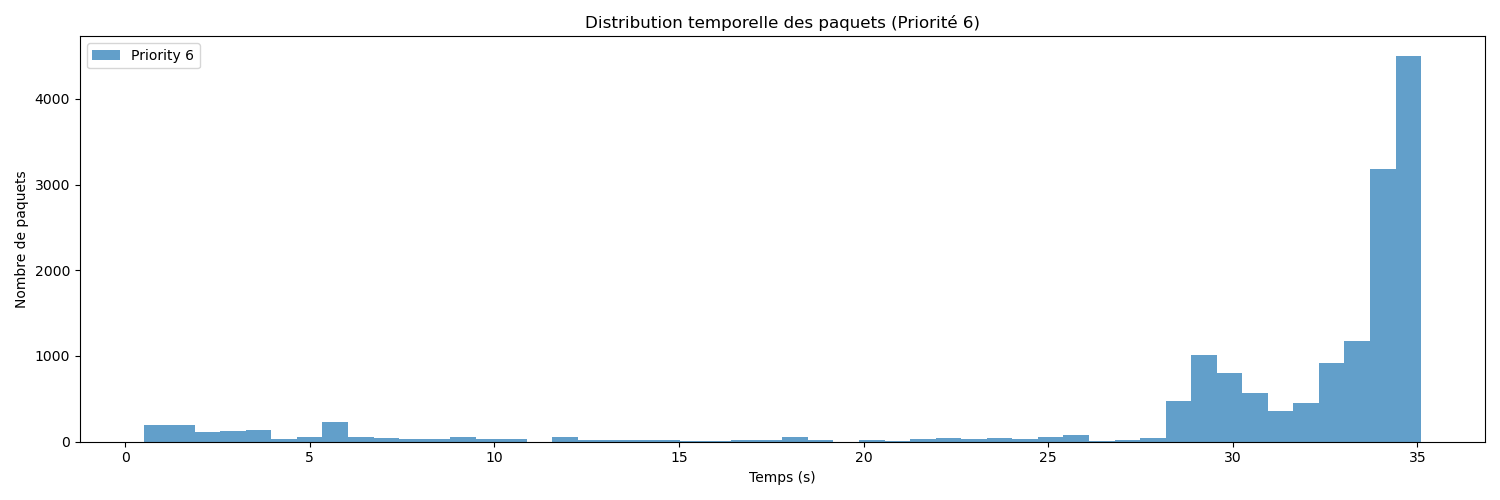 Distribution temporelle des paquets (Priorité 6)
Priority 6
Nombre de paquets
4000
3000
2000
1000
0
0 5 10 15 20 25 30 35
Temps (s)